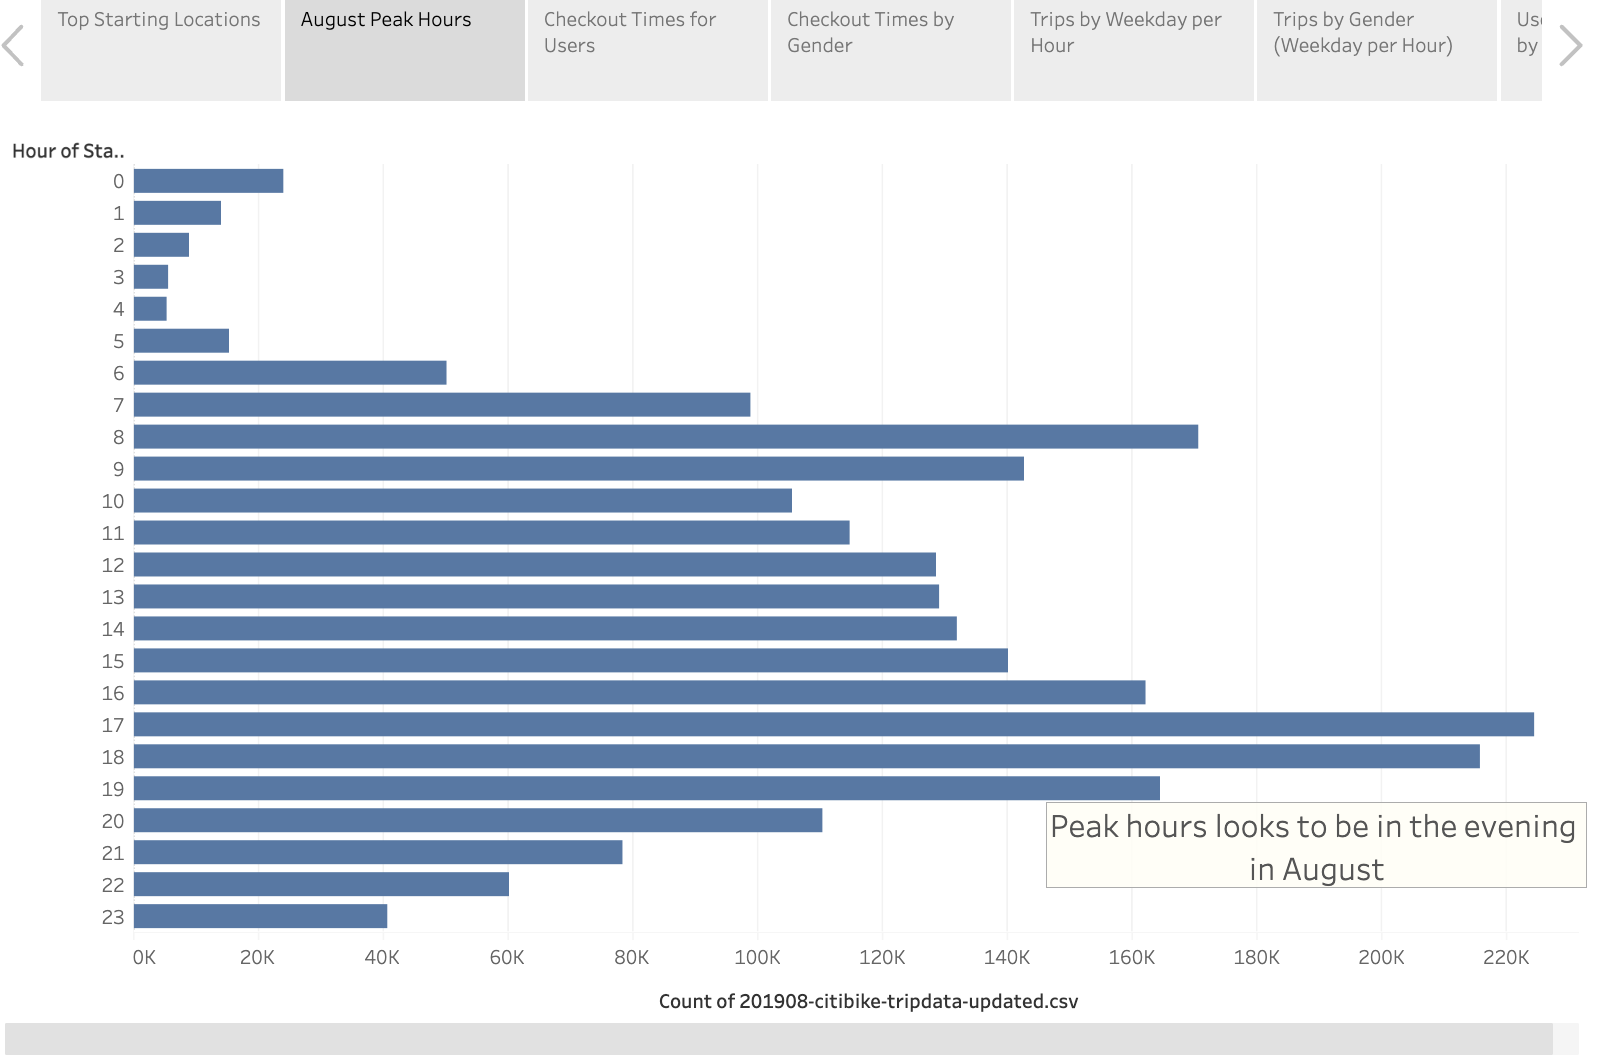 Top Starting Locations
August Peak Hours
Checkout Times for
Users
Checkout Times by
Gender
Trips by Weekday per
Hour
Trips by Gender
(Weekday per Hour)
by
Hour of Sta..
0
1
2
3
4
5
6
7
8
9
10
11
12
13
14
15
16
17
18
19
20
21
22
23
Peak hours looks to be in the evening
in August
0K 20K 40K 60K 80K 100K 120K 140K 160K 180K 200K 220K
Count of 201908-citibike-tripdata-updated.csv